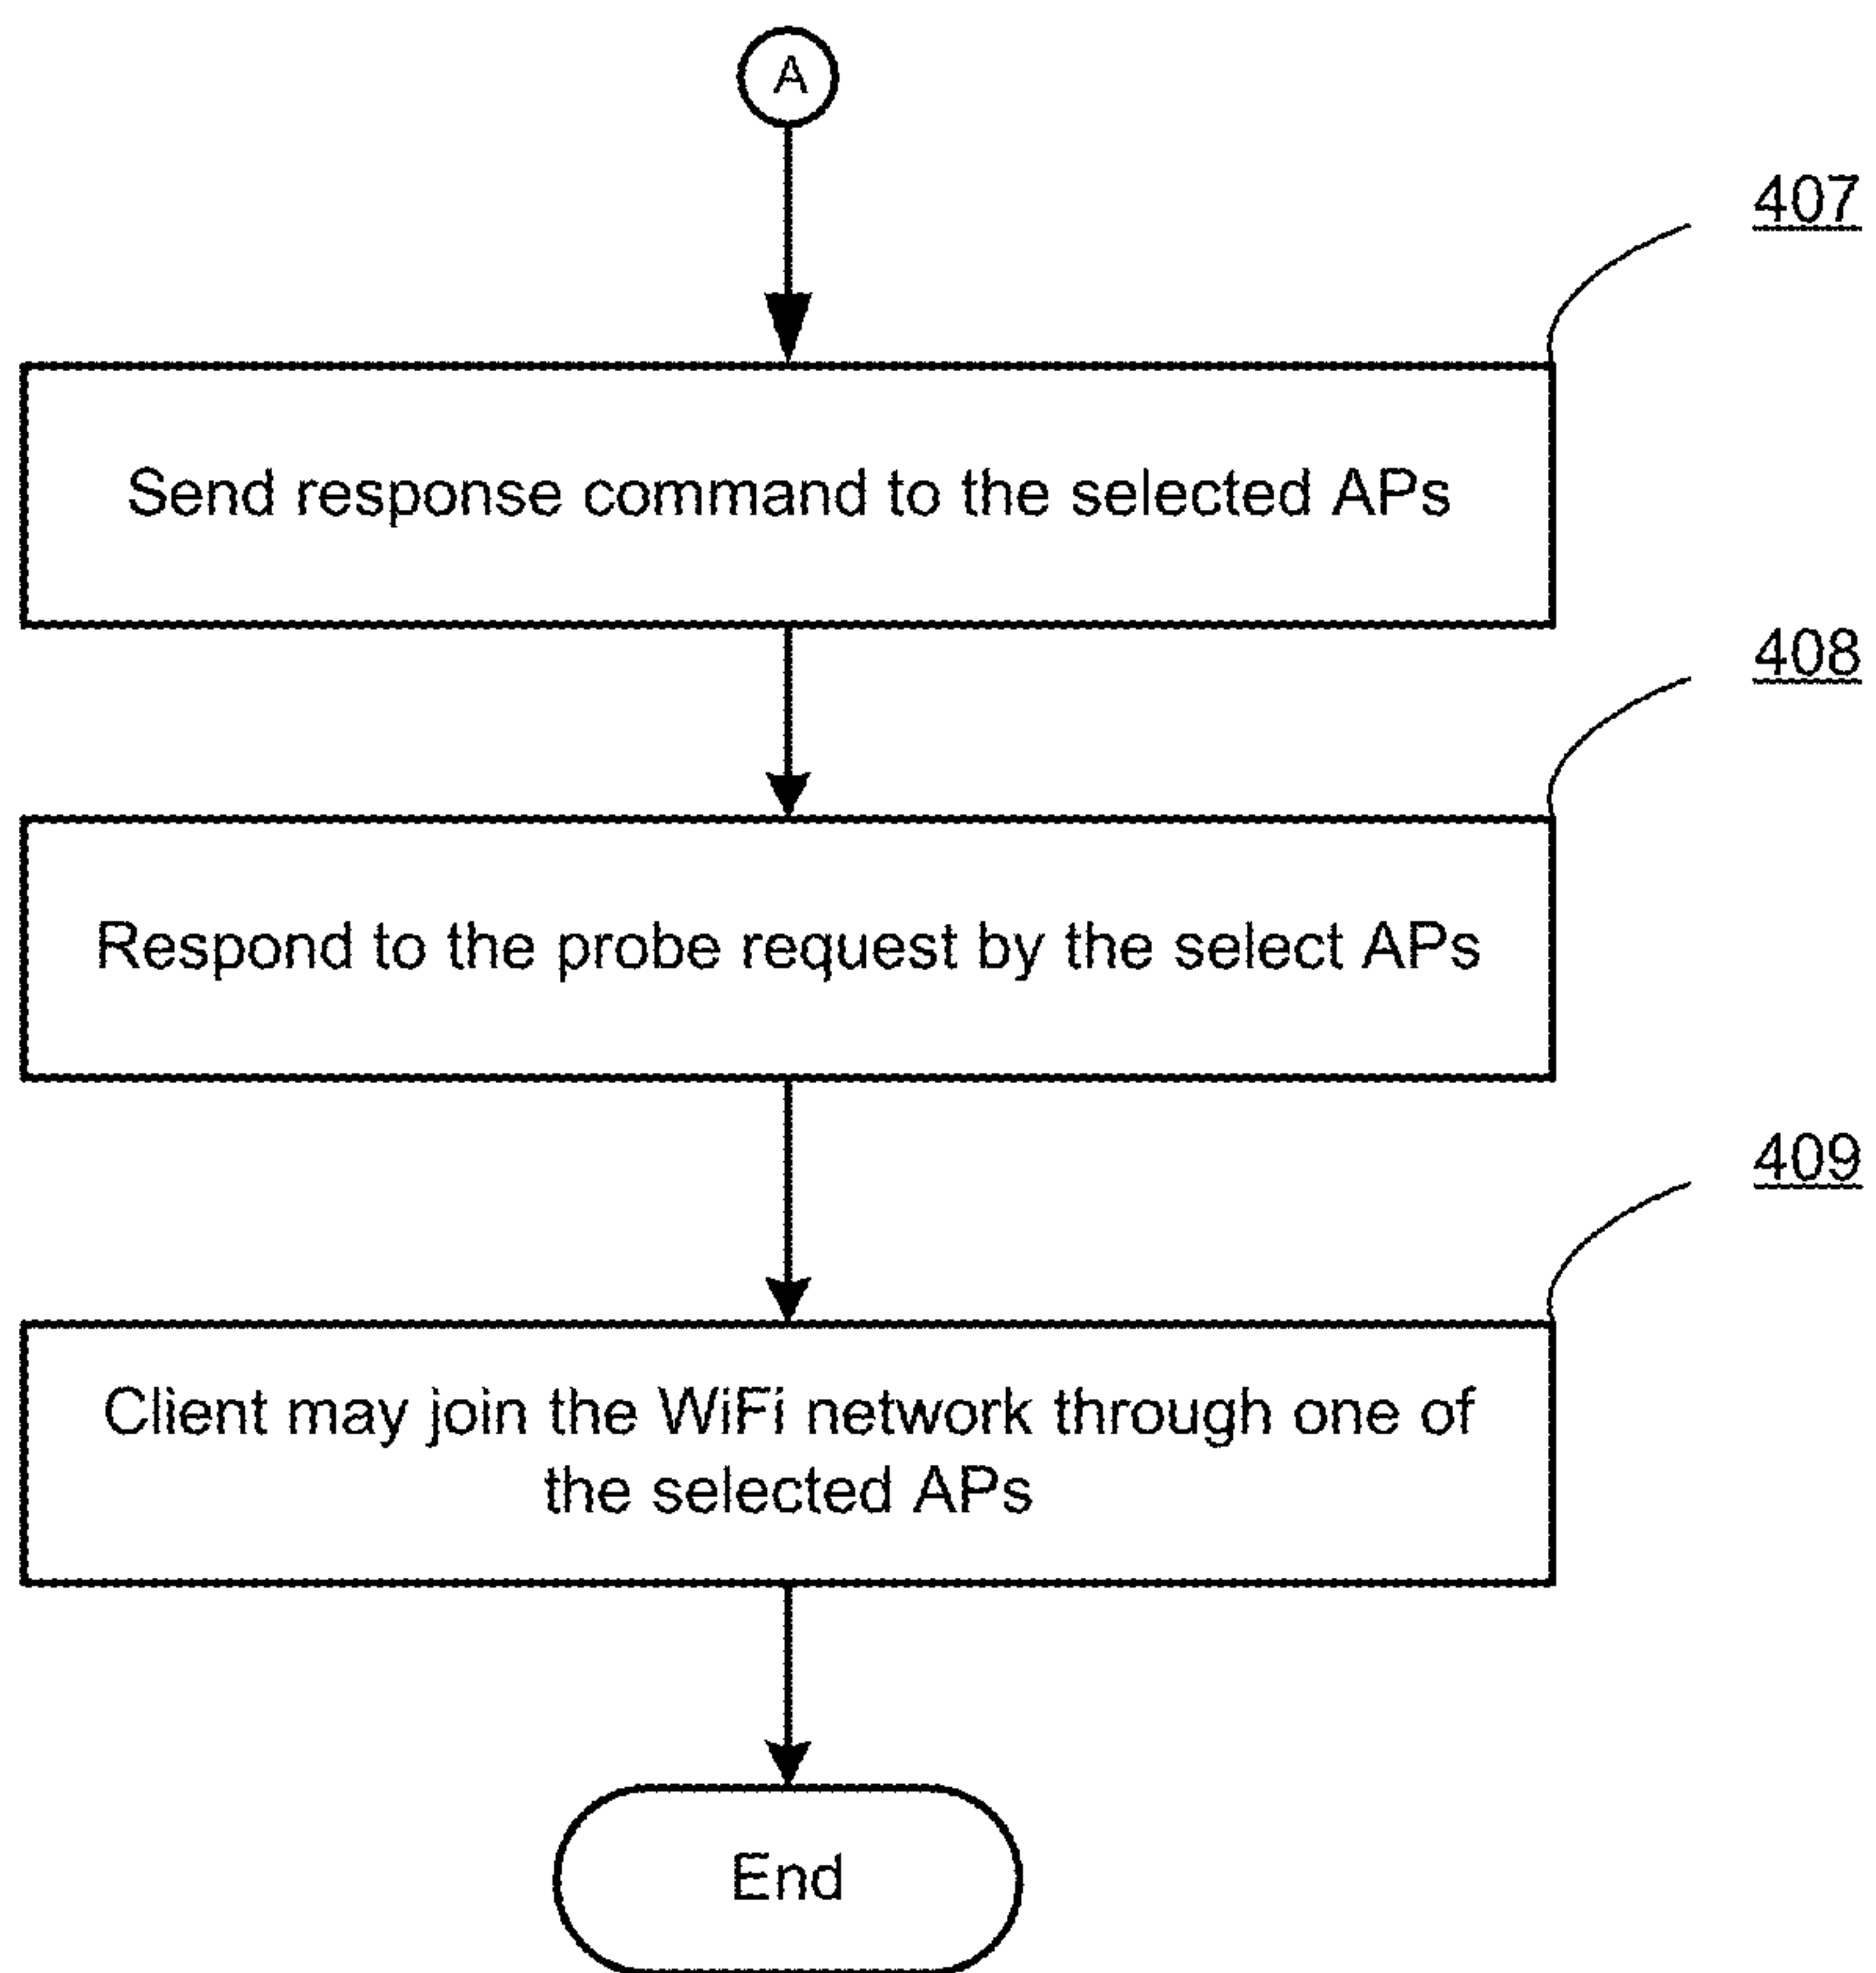 A
407
Send response command to the selected APs
408
Respond to the probe request by the select APs
409
Client may join the WiFi network through one of
the selected APs
End